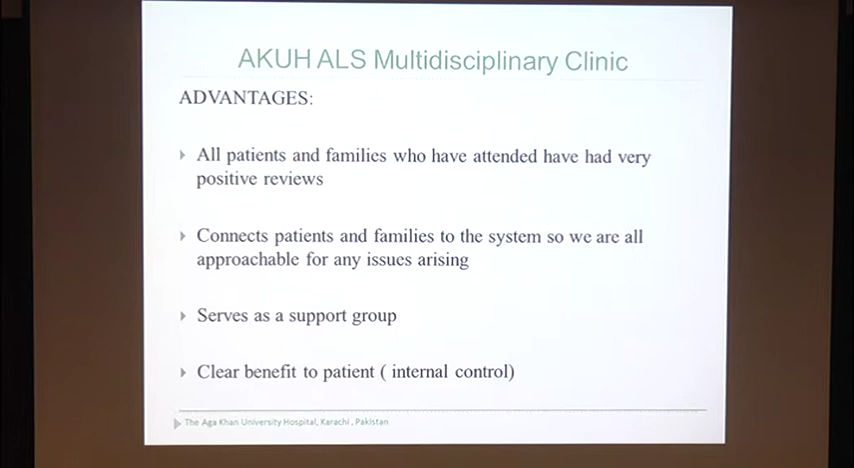 AKUH ALS Multidisciplinary Clinic
ADVANTAGES:
All patients and families who have attended have had very
positive reviews
Connects patients and families to the system so we are all
approachable for any issues arising
Serves as a support group
Clear benefit to patient ( internal control)
The Aga Khan University Hospital, Karachi , Pakistan